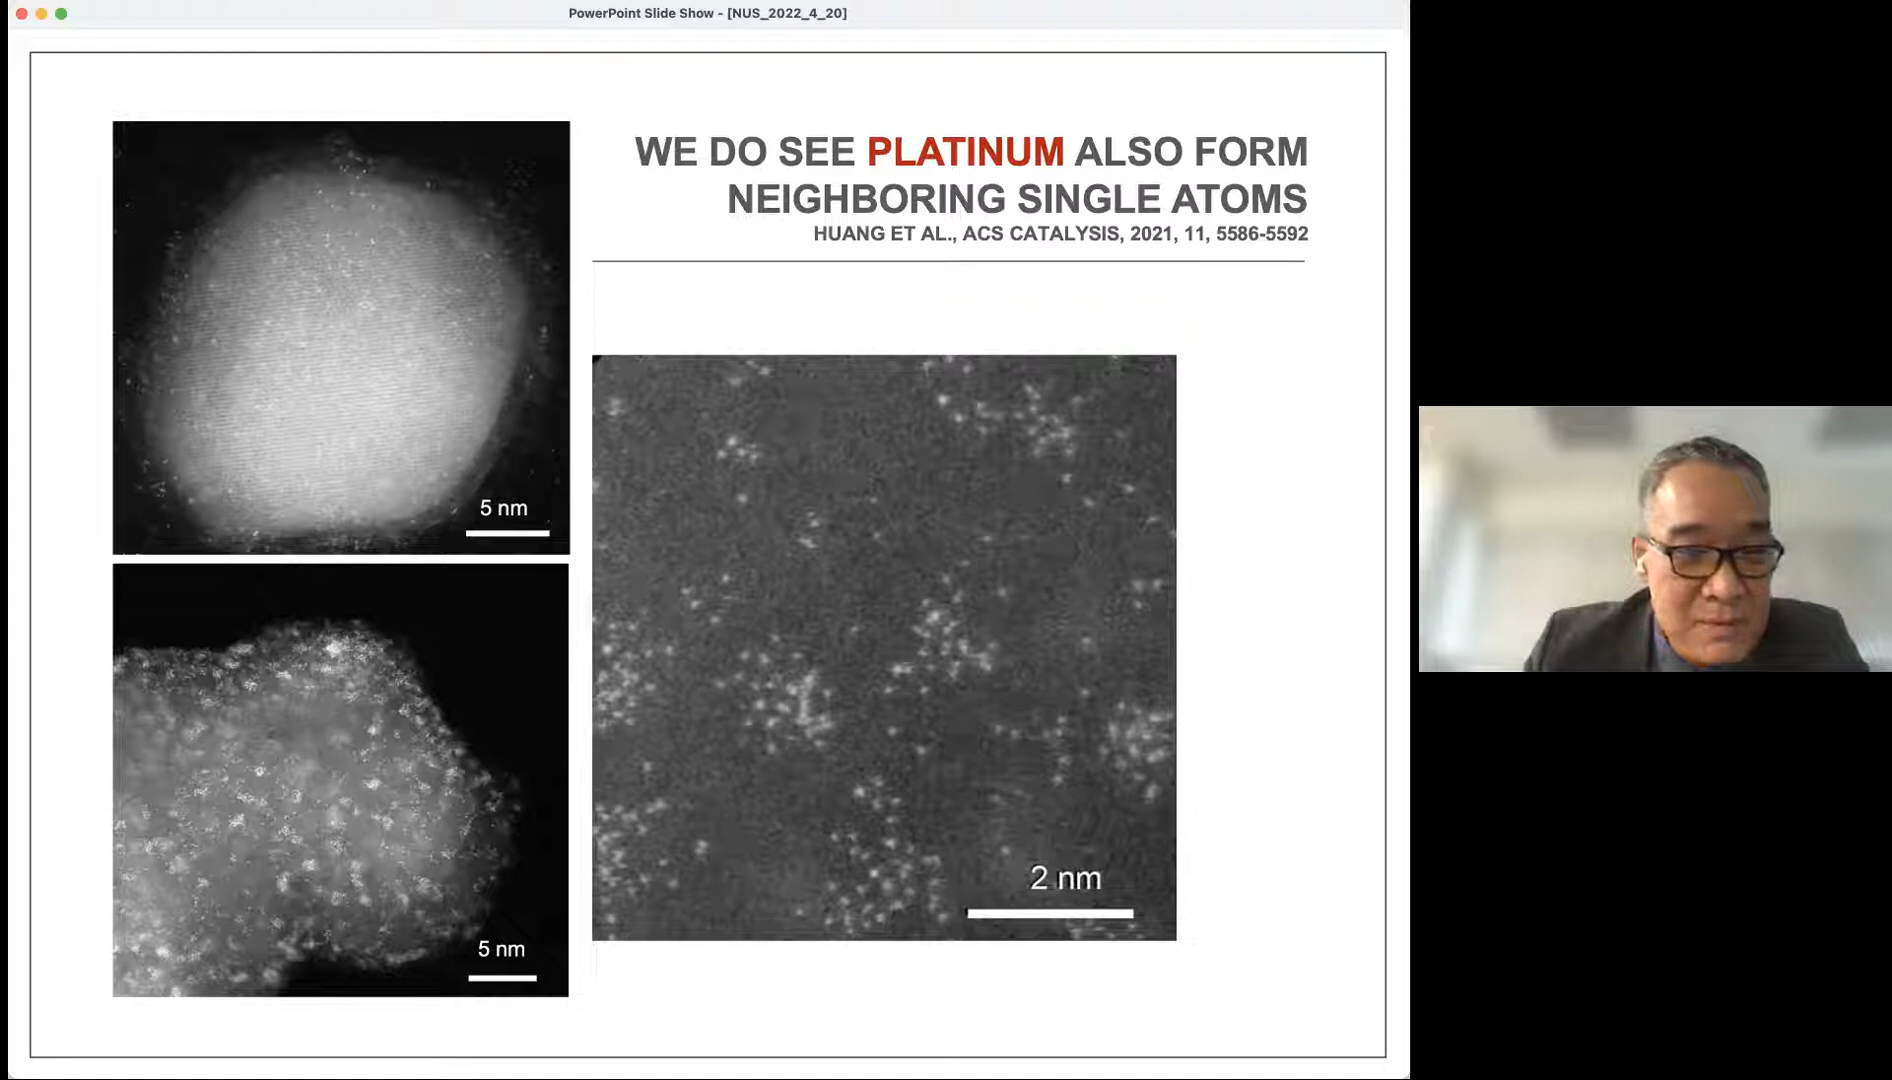 PowerPoint Slide Show - [NUS_2022_4_20]
WE DO SEE PLATINUM ALSO FORM
NEIGHBORING SINGLE ATOMS
HUANG ET AL., ACS CATALYSIS, 2021, 11, 5586-5592
5 nm
5 nm
2 nm